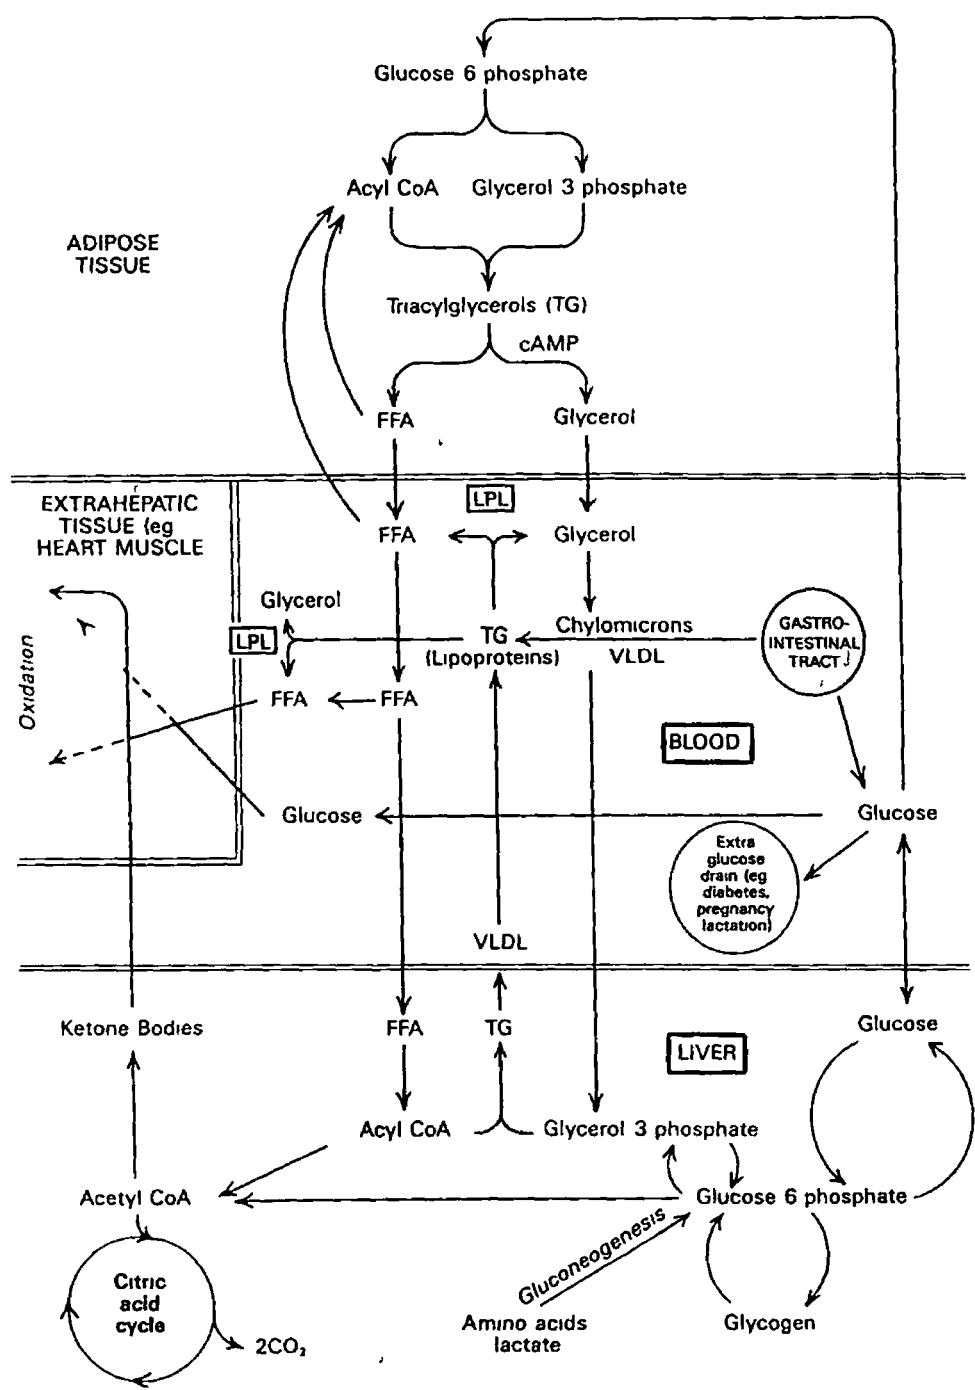 Glucose 6 phosphate
Acyl CoA
Glycerol 3 phosphate
ADIPOSE
TISSUE
Triacylglycerols (TG)
cAMP
FFA
Glycerol
EXTRAHEPATIC
TISSUE (eg
HEART MUSCLE
LPL
FFA
Glycerol
Glycerol
LPL
TG
(Lipoproteins)
Chylomicrons
VLDL
GASTRO-
INTESTINAL
TRACT
Oxidation
FFA
FFA
BLOOD
Glucose
Glucose
Extra
glucose
drain (eg
diabetes,
pregnancy
lactation)
VLDL
Ketone Bodies
FFA
TG
Glucose
LIVER
Acyl CoA
Glycerol 3 phosphate
Acetyl CoA
Glucose 6 phosphate
Gluconeogenesis
Citric
acid
cycle
2CO₂
Amino acids
lactate
Glycogen